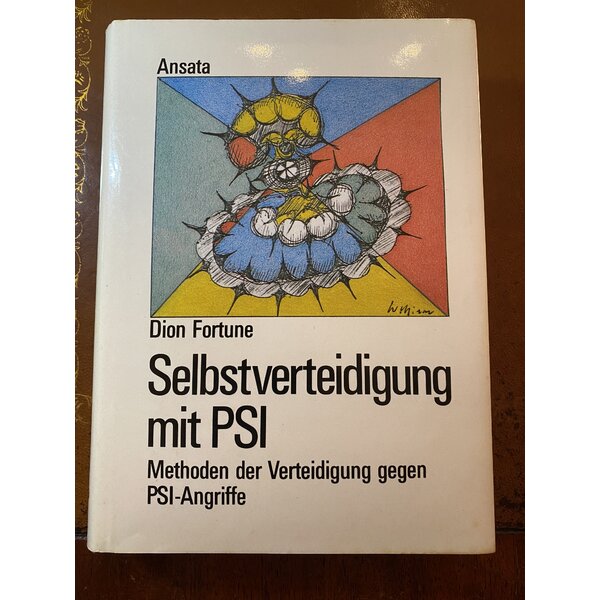 Ansata
Dion Fortune
Selbstverteidigung
mit PSI
Methoden der Verteidigung gegen
PSI-Angriffe